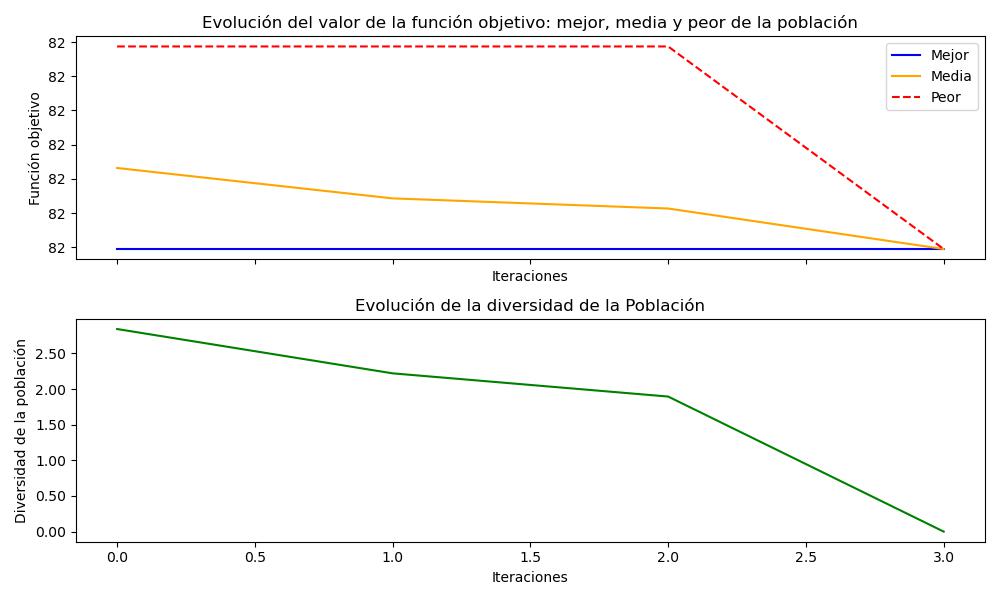 Evolución del valor de la función objetivo: mejor, media y peor de la población
Función objetivo
82
82
82
82
82
82
82
Mejor
Media
Peor
Iteraciones
Evolución de la diversidad de la Población
Diversidad de la población
2.50
2.00
1.50
1.00
0.50
0.00
0.0 0.5 1.0 1.5 2.0 2.5 3.0
Iteraciones